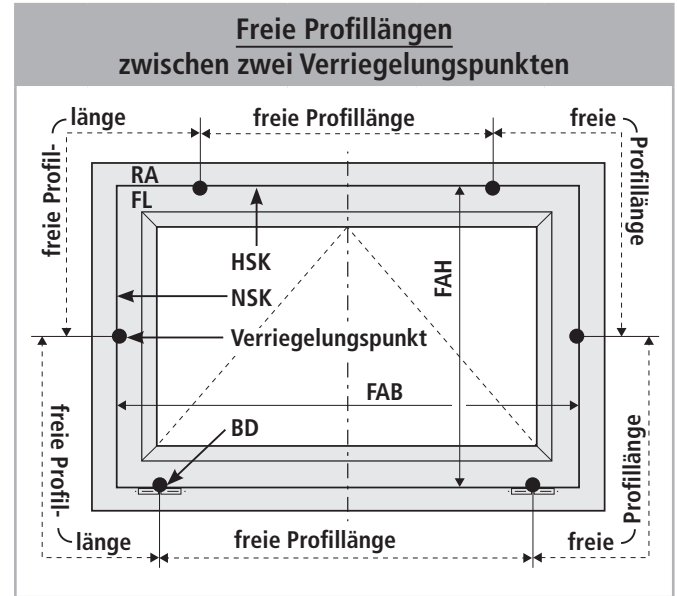 Freie Profillängen
zwischen zwei Verriegelungspunkten
länge
freie Profillänge
freie
freie Profil-
Profillänge
RA
FL
HSK
FAH
NSK
Verriegelungspunkt
FAB
BD
freie Profil-
Profillänge
länge
freie Profillänge
freie